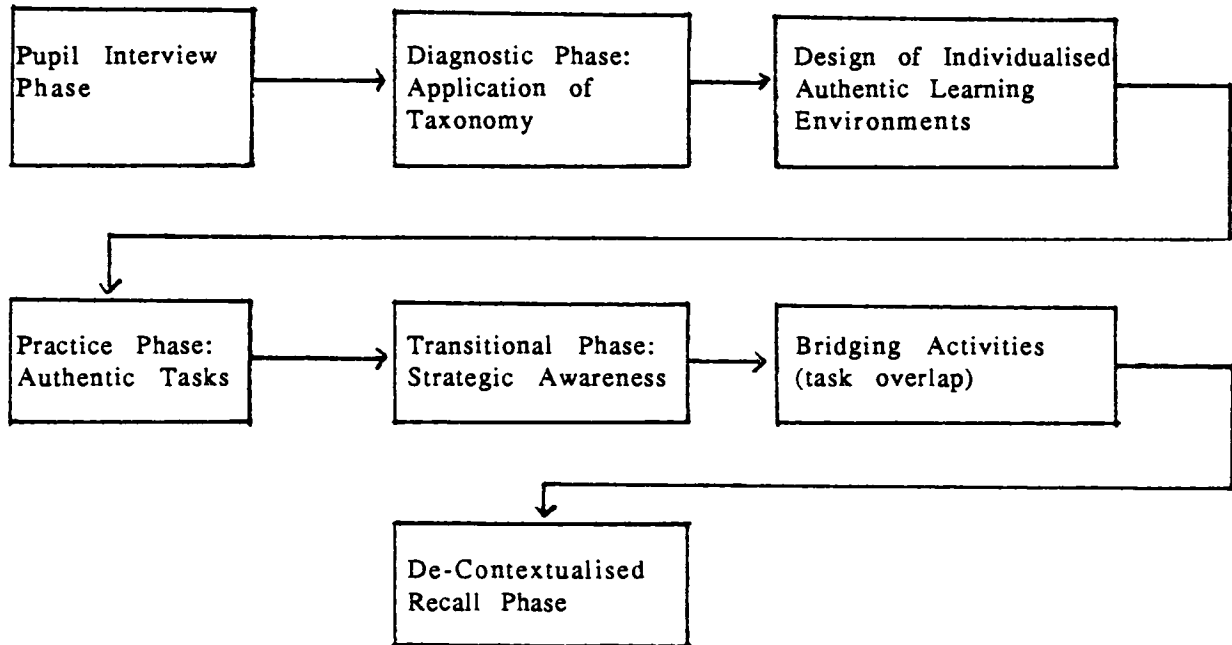 Pupil Interview
Phase
Diagnostic Phase:
Application of
Taxonomy
Design of Individualised
Authentic Learning
Environments
Practice Phase:
Authentic Tasks
Transitional Phase:
Strategic Awareness
Bridging Activities
(task overlap)
De-Contextualised
Recall Phase